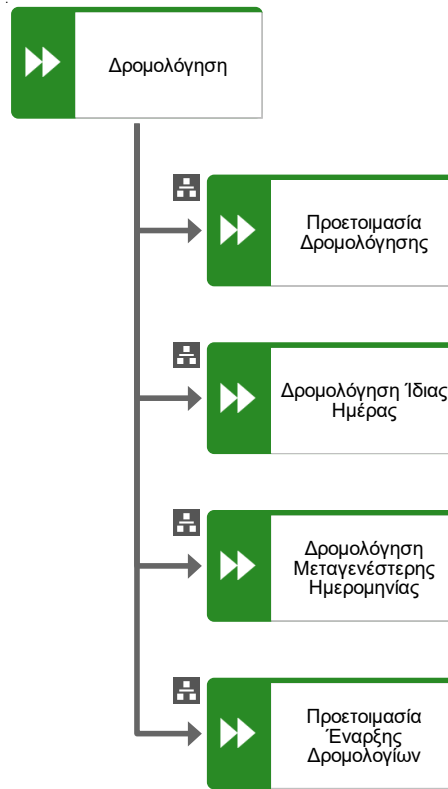 Δρομολόγηση
Προετοιμασία
Δρομολόγησης
Δρομολόγηση Ίδιας
Ημέρας
Δρομολόγηση
Μεταγενέστερης
Ημερομηνίας
Προετοιμασία
Έναρξης
Δρομολογίων